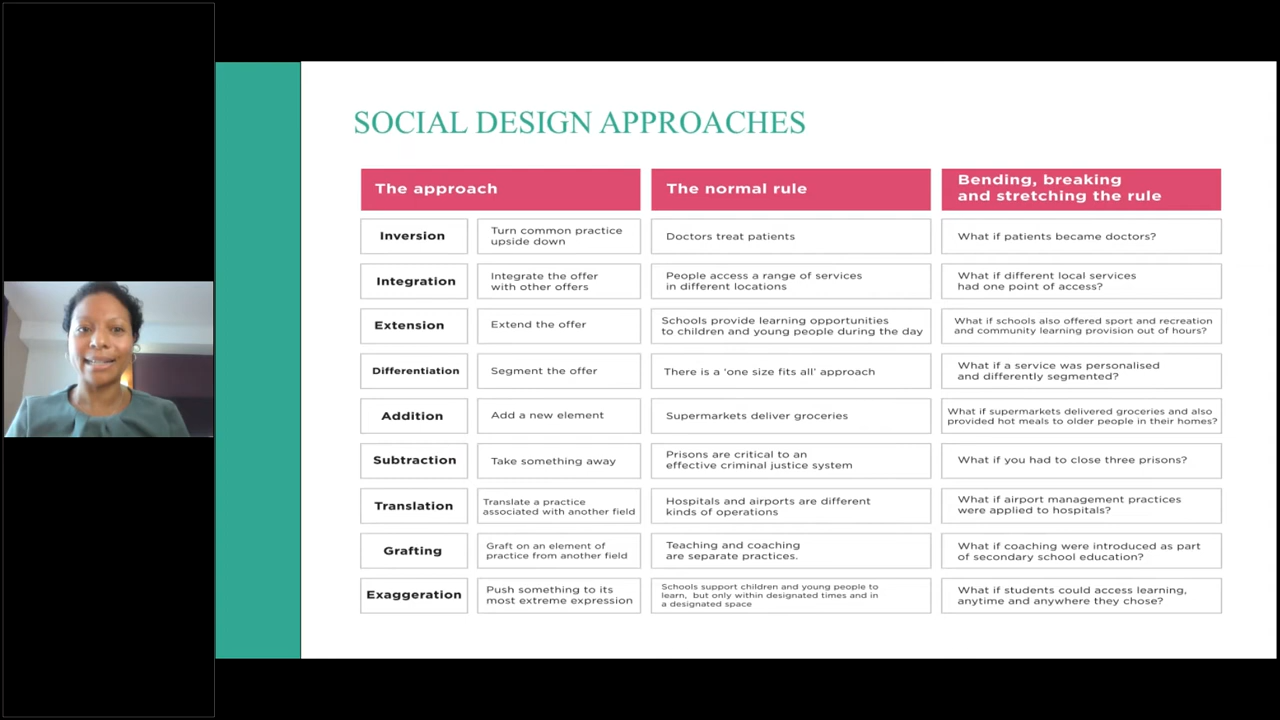 SOCIAL DESIGN APPROACHES
The approach
The normal rule
Bending, breaking
and stretching the rule
Inversion
Turn common practice
upside down
Doctors treat patients
What if patients became doctors?
Integration
Integrate the offer
with other offers
People access a range of services
in different locations
What if different local services
had one point of access?
Extension
Extend the offer
Schools provide learning opportunities
to children and young people during the day
What if schools also offered sport and recreation
and community learning provision out of hours?
Differentiation
Segment the offer
There is a ‘one size fits all’ approach
What if a service was personalised
and differently segmented?
Addition
Add a new element
Supermarkets deliver groceries
What if supermarkets delivered groceries and also
provided hot meals to older people in their homes?
Subtraction
Take something away
Prisons are critical to an
effective criminal justice system
What if you had to close three prisons?
Translation
Translate a practice
associated with another field
Hospitals and airports are different
kinds of operations
What if airport management practices
were applied to hospitals?
Grafting
Graft on an element of
practice from another field
Teaching and coaching
are separate practices.
What if coaching were introduced as part
of secondary school education?
Exaggeration
Push something to its
most extreme expression
Schools support children and young people to
learn, but only within designated times and in
a designated space
What if students could access learning,
anytime and anywhere they chose?